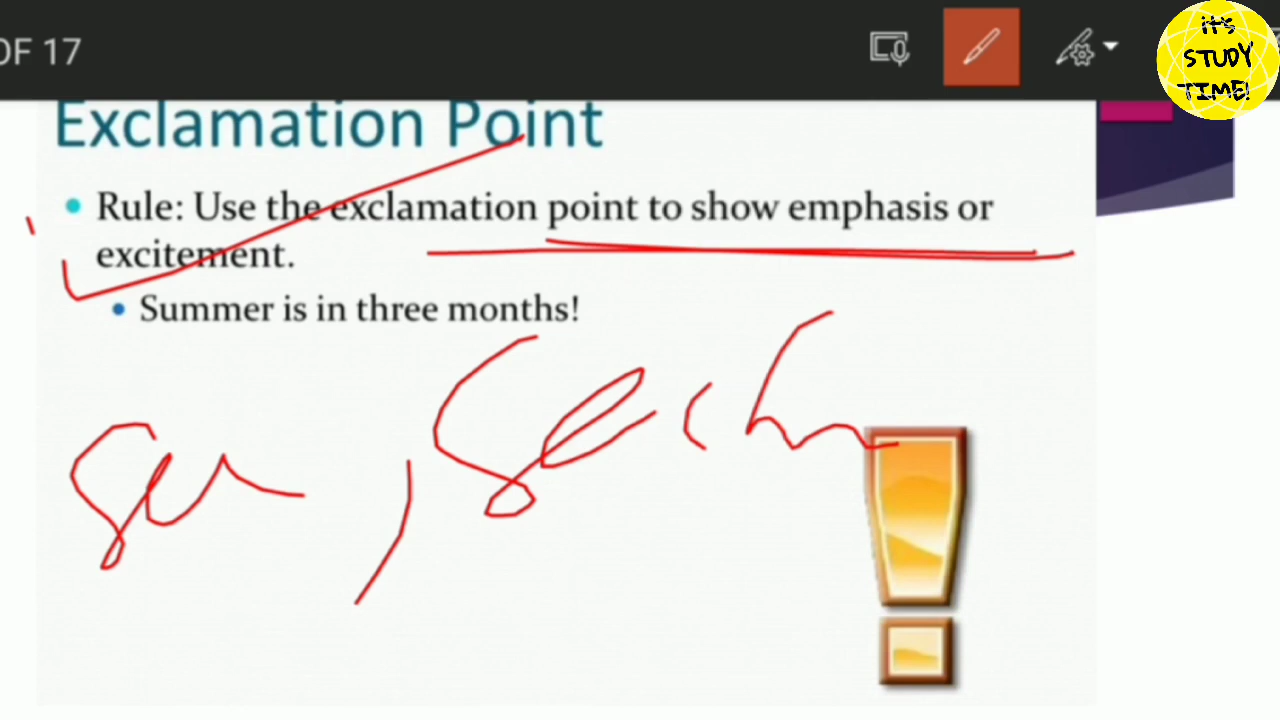 OF 17
it's
STUDY
TIME!
Exclamation Point
Rule: Use the exclamation point to show emphasis or
excitement.
Summer is in three months!